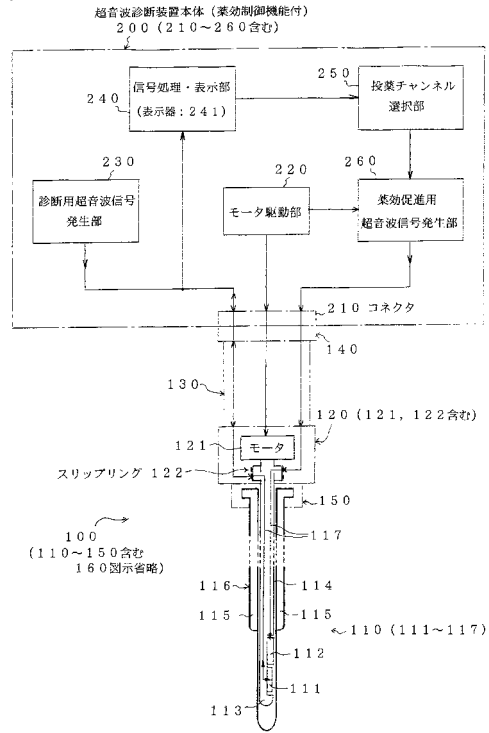 超音波診断装置本体（薬効制御機能付）
200（210～260含む）
240
信号処理・表示部
（表示器：241）
250
投薬チャンネル
選択部
230
診断用超音波信号
発生部
220
モータ駆動部
260
薬効促進用
超音波信号発生部
210 コネクタ
140
130
120（121，122含む）
121
モータ
スリップリング 122
150
100
（110～150含む
160図示省略）
117
116
114
115
115
110（111～117）
112
111
113